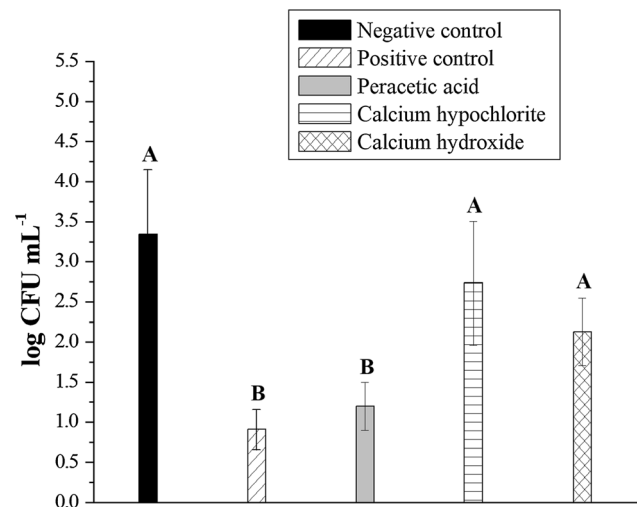 Negative control
Positive control
Peracetic acid
Calcium hypochlorite
Calcium hydroxide
log CFU mL⁻¹
5.5
5.0
4.5
4.0
3.5
3.0
2.5
2.0
1.5
1.0
0.5
0.0
A
B
B
A
A